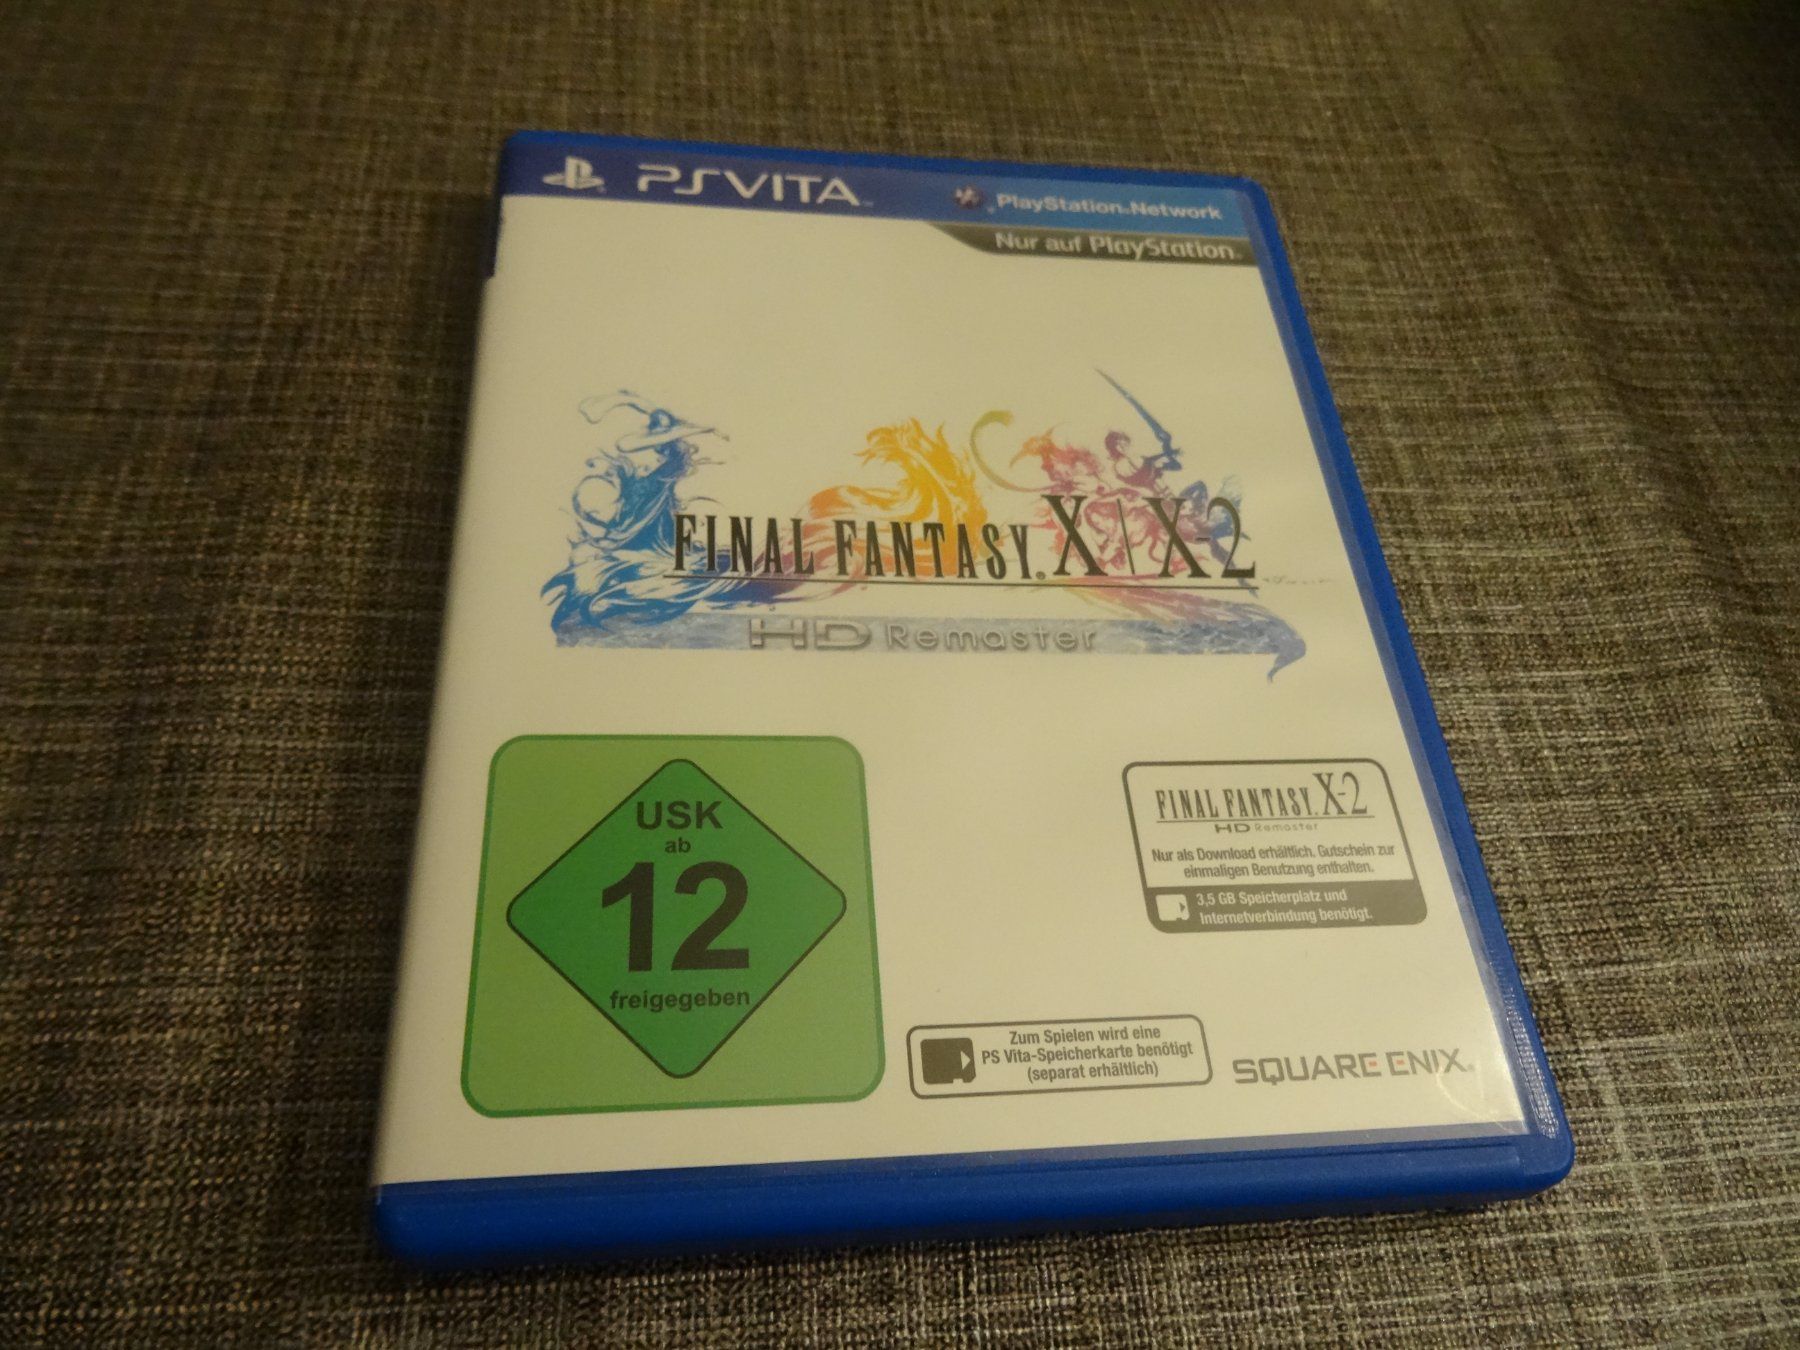 PSVITA™
PlayStation®Network
Nur auf PlayStation®
FINAL FANTASY® X | X-2
HD Remaster
USK
ab
12
freigegeben
FINAL FANTASY® X-2
HD Remaster
Nur als Download erhältlich. Gutschein zur
einmaligen Benutzung enthalten.
3,5 GB Speicherplatz und
Internetverbindung benötigt.
Zum Spielen wird eine
PS Vita-Speicherkarte benötigt
(separat erhältlich)
SQUARE ENIX®